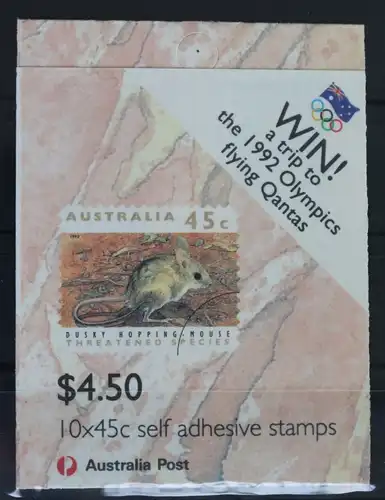 WIN!
a trip to
the 1992 Olympics
flying Qantas
AUSTRALIA 45c
DUSKY HOPPING-MOUSE
THREATENED SPECIES
$4.50
10x45c self adhesive stamps
Australia Post